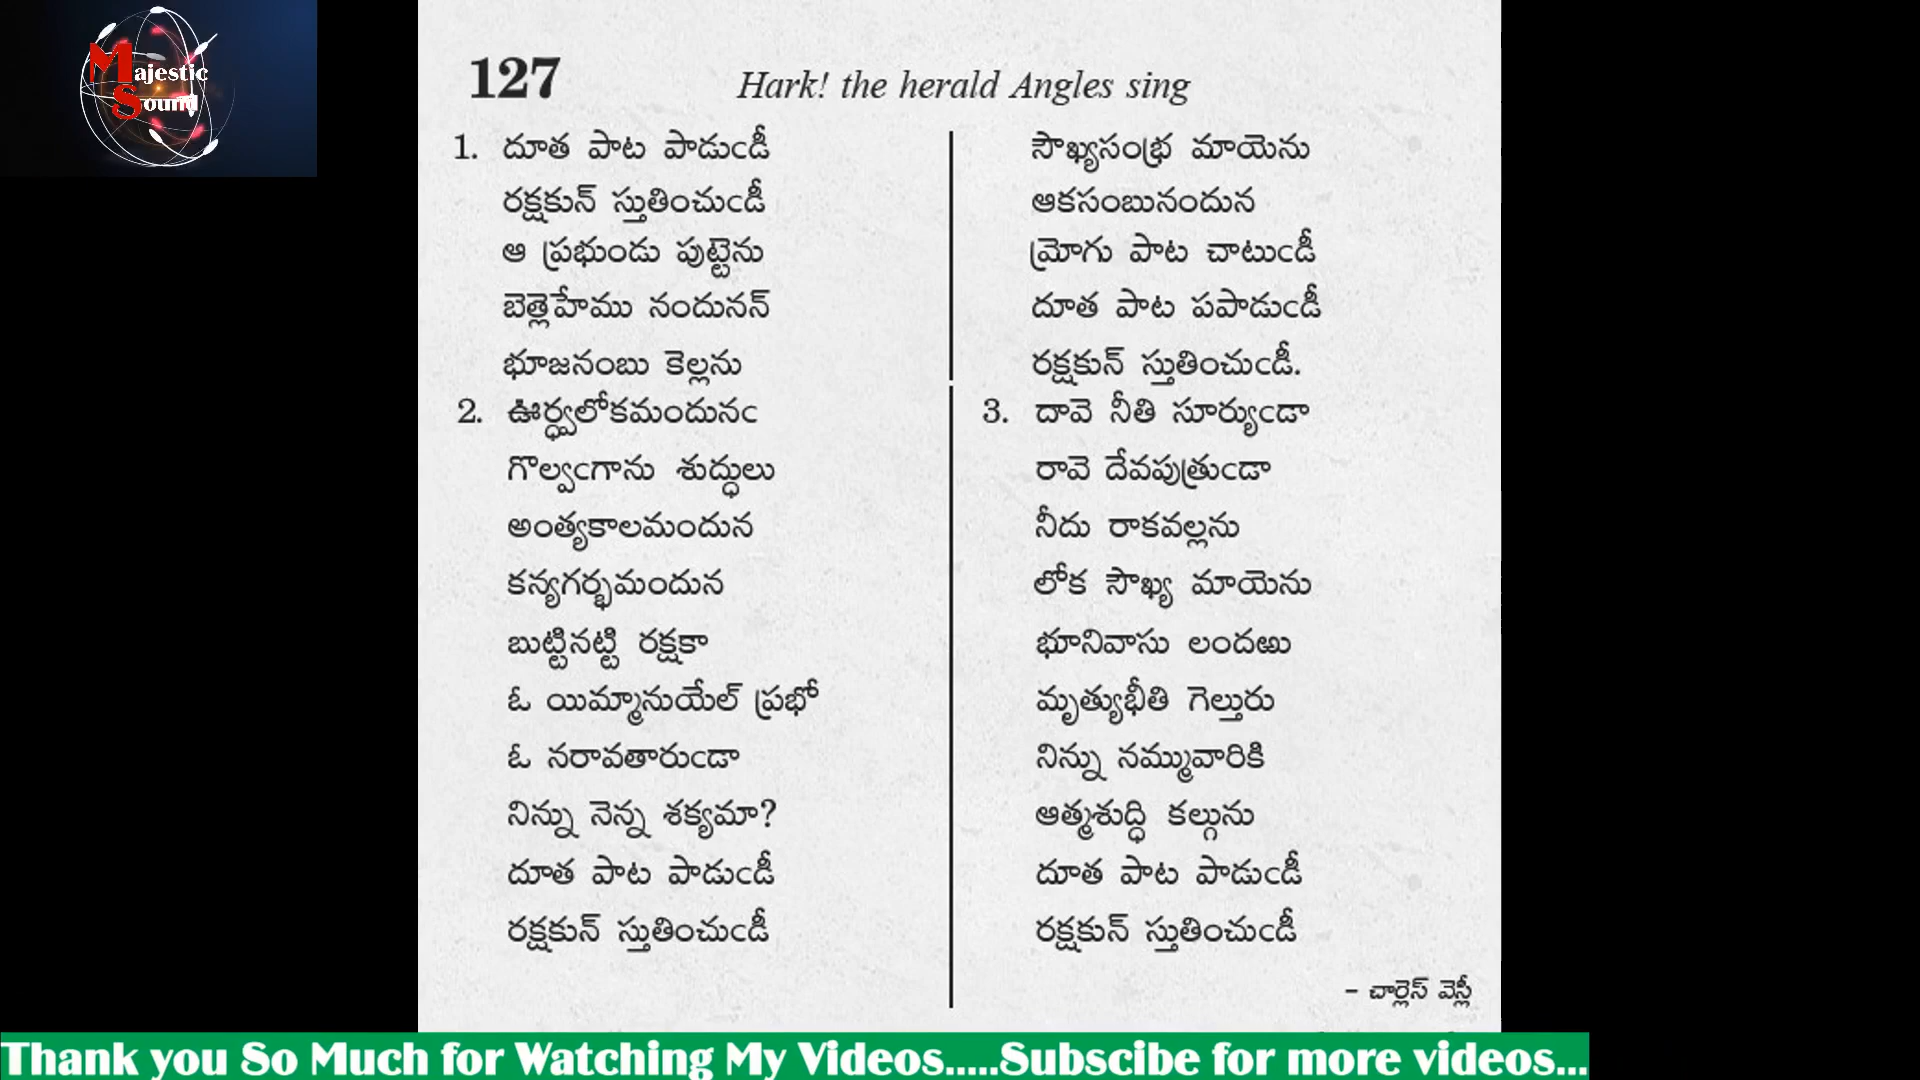 Majestic
Sound
127
Hark! the herald Angles sing
1. దూత పాట పాడుఁడీ
రక్షకున్ స్తుతించుఁడీ
ఆ ప్రభుండు పుట్టెను
బెత్లెహేము నందునన్
భూజనంబు కెల్లను
సౌఖ్యసంభ్ర మాయెను
ఆకసంబునందున
మ్రోగు పాట చాటుఁడీ
దూత పాట పపాడుఁడీ
రక్షకున్ స్తుతించుఁడీ.
2. ఊర్ధ్వలోకమందునఁ
గొల్వఁగాను శుద్ధులు
అంత్యకాలమందున
కన్యగర్భమందున
బుట్టినట్టి రక్షకా
ఓ యిమ్మానుయేల్ ప్రభో
ఓ నరావతారుఁడా
నిన్ను నెన్న శక్యమా?
దూత పాట పాడుఁడీ
రక్షకున్ స్తుతించుఁడీ
3. దావె నీతి సూర్యుఁడా
రావె దేవపుత్రుఁడా
నీదు రాకవల్లను
లోక సౌఖ్య మాయెను
భూనివాసు లందఱు
మృత్యుభీతి గెల్తురు
నిన్ను నమ్మువారికి
ఆత్మశుద్ధి కల్గును
దూత పాట పాడుఁడీ
రక్షకున్ స్తుతించుఁడీ
– చార్లెస్ వెస్లీ
Thank you So Much for Watching My Videos.....Subscibe for more videos...